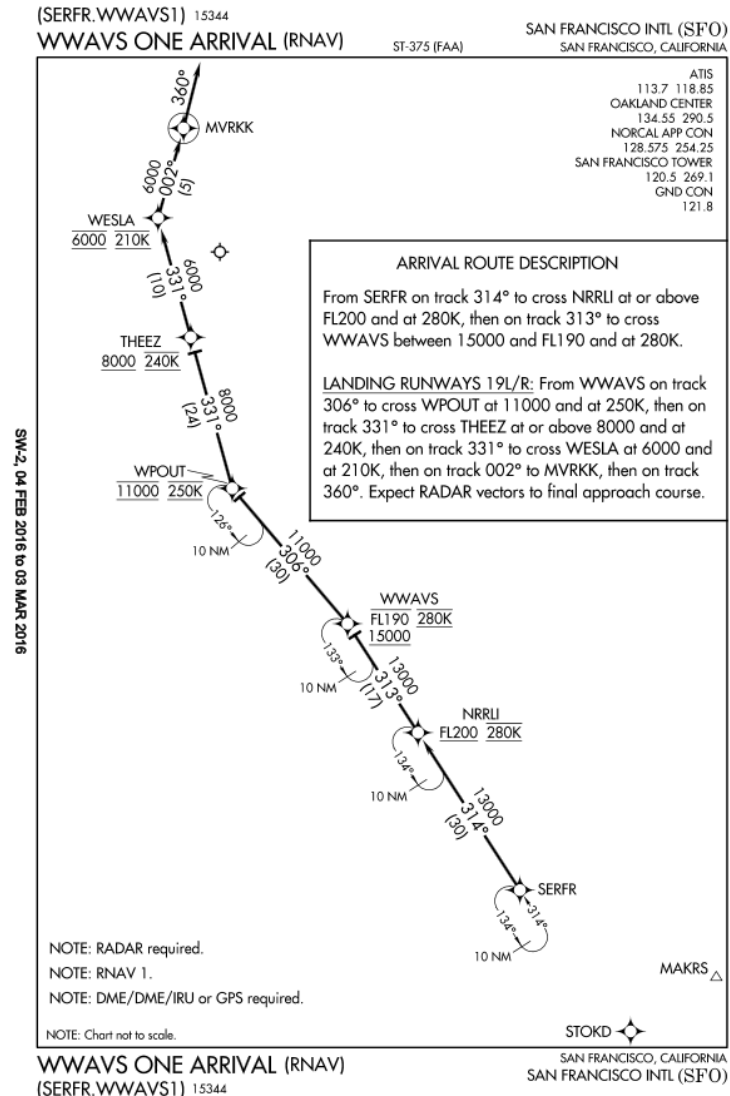 (SERFR.WWAVS1) 15344
WWAVS ONE ARRIVAL (RNAV)
ST-375 (FAA)
SAN FRANCISCO INTL (SFO)
SAN FRANCISCO, CALIFORNIA
ATIS
113.7 118.85
OAKLAND CENTER
134.55 290.5
NORCAL APP CON
128.575 254.25
SAN FRANCISCO TOWER
120.5 269.1
GND CON
121.8
360°
MVRKK
6000
002°
(5)
WESLA
6000 210K
6000
331°
(10)
THEEZ
8000 240K
8000
331°
(24)
WPOUT
11000 250K
126°
10 NM
11000
306°
(30)
ARRIVAL ROUTE DESCRIPTION
From SERFR on track 314° to cross NRRLI at or above
FL200 and at 280K, then on track 313° to cross
WWAVS between 15000 and FL190 and at 280K.
LANDING RUNWAYS 19L/R: From WWAVS on track
306° to cross WPOUT at 11000 and at 250K, then on
track 331° to cross THEEZ at or above 8000 and at
240K, then on track 331° to cross WESLA at 6000 and
at 210K, then on track 002° to MVRKK, then on track
360°. Expect RADAR vectors to final approach course.
WWAVS
FL190 280K
15000
133°
10 NM
13000
313°
(17)
NRRLI
FL200 280K
134°
10 NM
13000
314°
(30)
SERFR
134°
314°
10 NM
MAKRS
STOKD
NOTE: RADAR required.
NOTE: RNAV 1.
NOTE: DME/DME/IRU or GPS required.
NOTE: Chart not to scale.
SW-2, 04 FEB 2016 to 03 MAR 2016
WWAVS ONE ARRIVAL (RNAV)
(SERFR.WWAVS1) 15344
SAN FRANCISCO, CALIFORNIA
SAN FRANCISCO INTL (SFO)